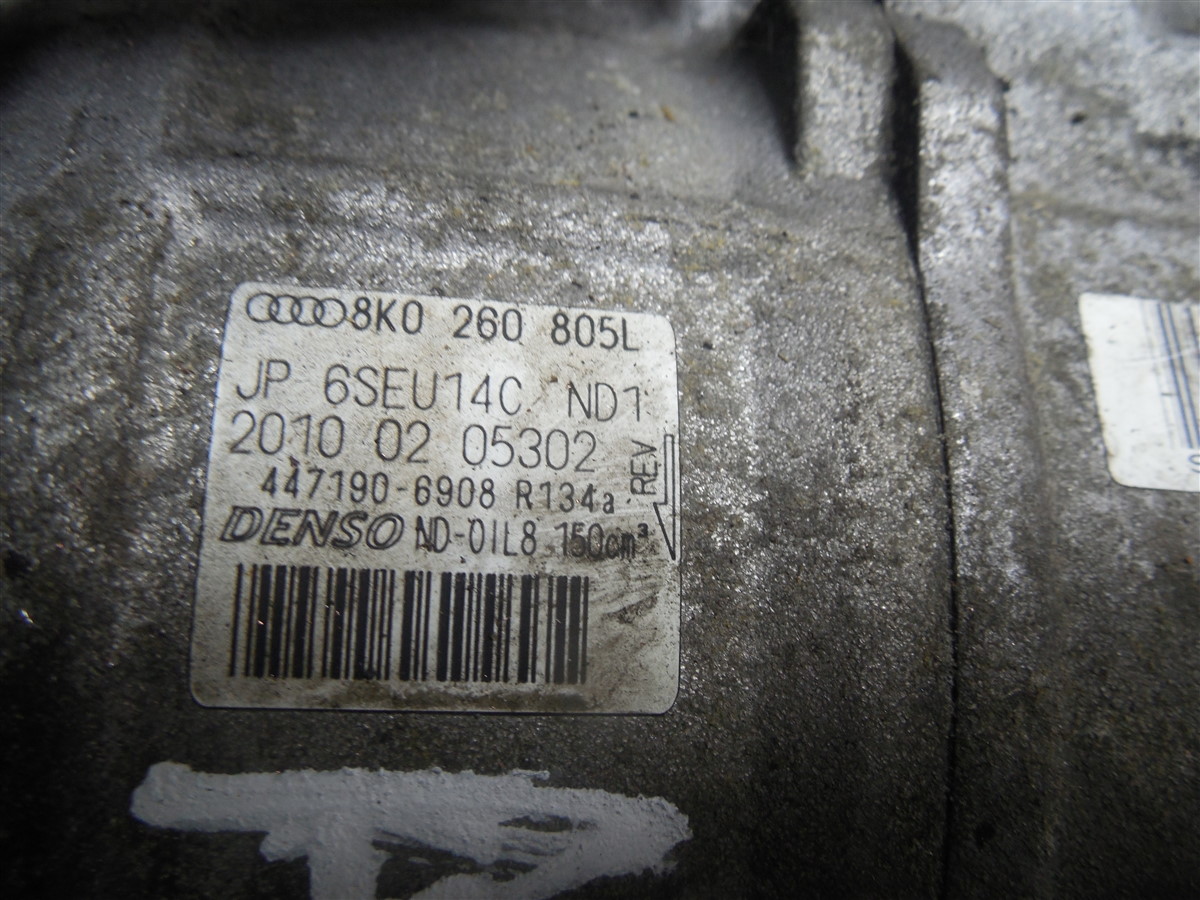 8K0 260 805L
JP 6SEU14C ND1
2010 02 05302
447190-6908 R134a REV
DENSO ND-OIL8 150cm³